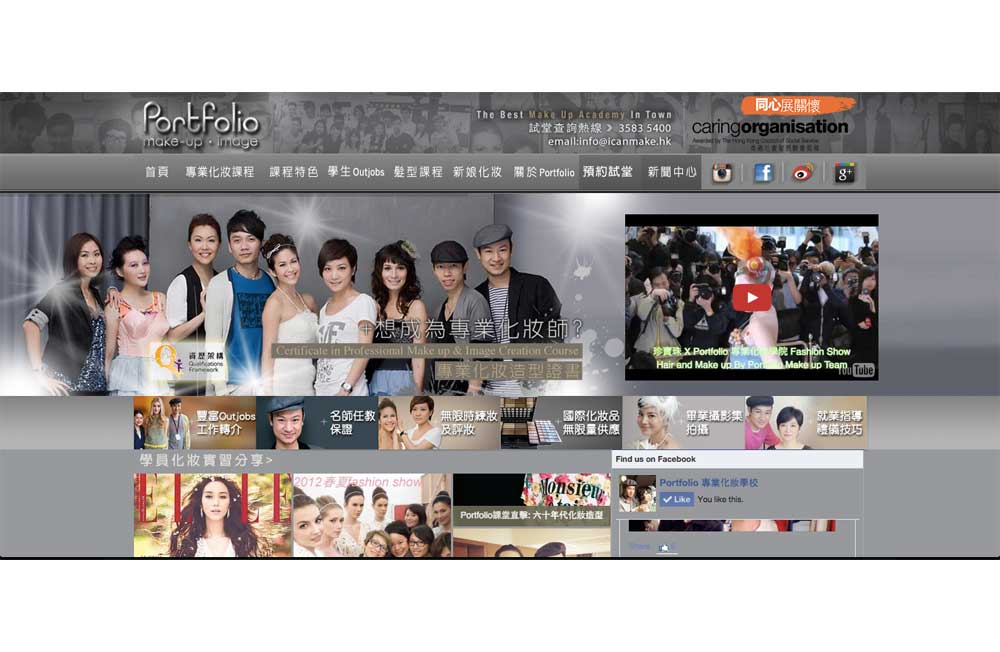 Portfolio
make-up • image
The Best Make Up Academy In Town
試堂查詢熱線 3583 5400
email:info@icanmake.hk
同心展關懷
caringorganisation
Awarded by The Hong Kong Council of Social Service
香港社會服務聯會頒發
首頁 專業化妝課程 課程特色 學生Outjobs 髮型課程 新娘化妝 關於Portfolio 預約試堂 新聞中心
+想成為專業化妝師?
Certificate in Professional Make up & Image Creation Course
專業化妝造型證書
資歷架構
Qualifications
Framework
珍寶珠 X Portfolio 專業化妝學院 Fashion Show
Hair and Make up By Portfolio Make up Team
YouTube
豐富Outjobs
工作轉介
+ 名師任教
保證
無限時練妝
及評妝
+ 國際化妝品
無限量供應
+ 畢業攝影集
拍攝
+ 就業指導
禮儀技巧
學員化妝實習分享>
Find us on Facebook
Portfolio 專業化妝學校
Like You like this.
2012春夏fashion show
Monsieur
Portfolio課堂直擊: 六十年代化妝造型
Share